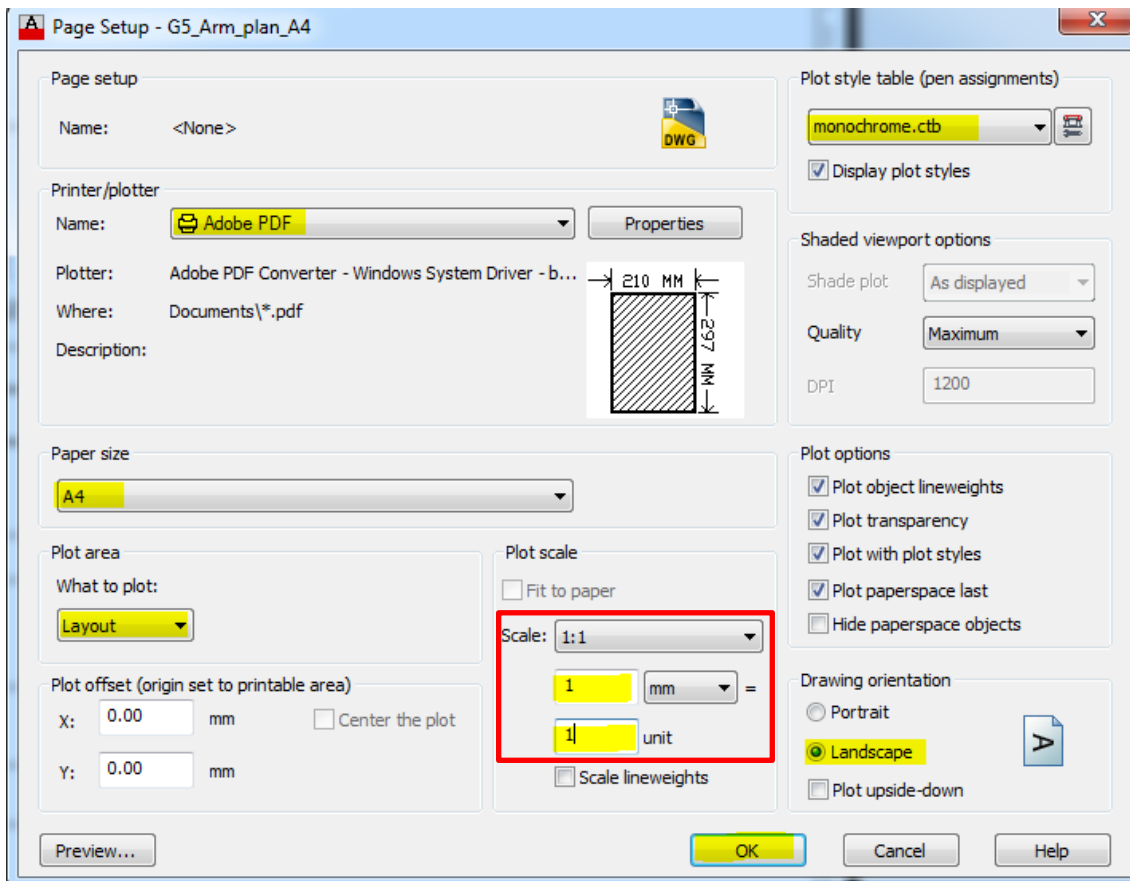 Page Setup - G5_Arm_plan_A4
Page setup
Name: <None>
DWG
Printer/plotter
Name: Adobe PDF Properties
Plotter: Adobe PDF Converter - Windows System Driver - b...
Where: Documents\*.pdf
Description:
210 MM
297 MM
Paper size
A4
Plot area
What to plot:
Layout
Plot offset (origin set to printable area)
X: 0.00 mm Center the plot
Y: 0.00 mm
Plot scale
Fit to paper
Scale: 1:1
1 mm =
1 unit
Scale lineweights
Plot style table (pen assignments)
monochrome.ctb
Display plot styles
Shaded viewport options
Shade plot As displayed
Quality Maximum
DPI 1200
Plot options
Plot object lineweights
Plot transparency
Plot with plot styles
Plot paperspace last
Hide paperspace objects
Drawing orientation
Portrait
Landscape
A
Plot upside-down
Preview... OK Cancel Help